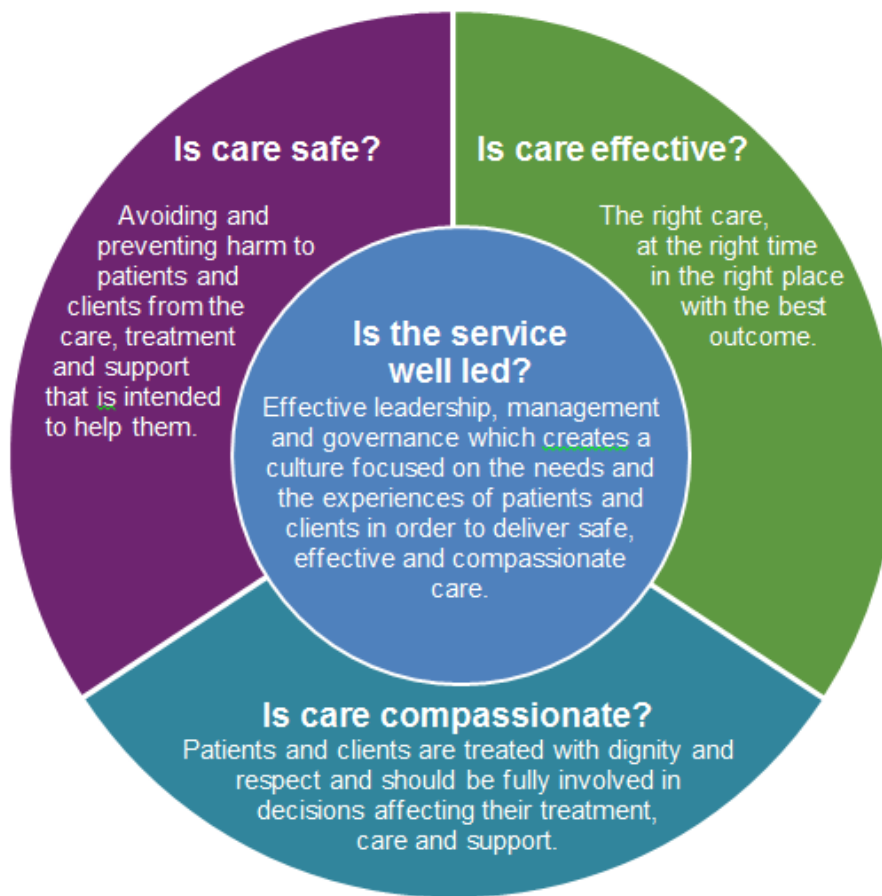 Is care safe?
Avoiding and
preventing harm to
patients and
clients from the
care, treatment
and support
that is intended
to help them.
Is care effective?
The right care,
at the right time
in the right place
with the best
outcome.
Is the service
well led?
Effective leadership, management
and governance which creates a
culture focused on the needs and
the experiences of patients and
clients in order to deliver safe,
effective and compassionate
care.
Is care compassionate?
Patients and clients are treated with dignity and
respect and should be fully involved in
decisions affecting their treatment,
care and support.